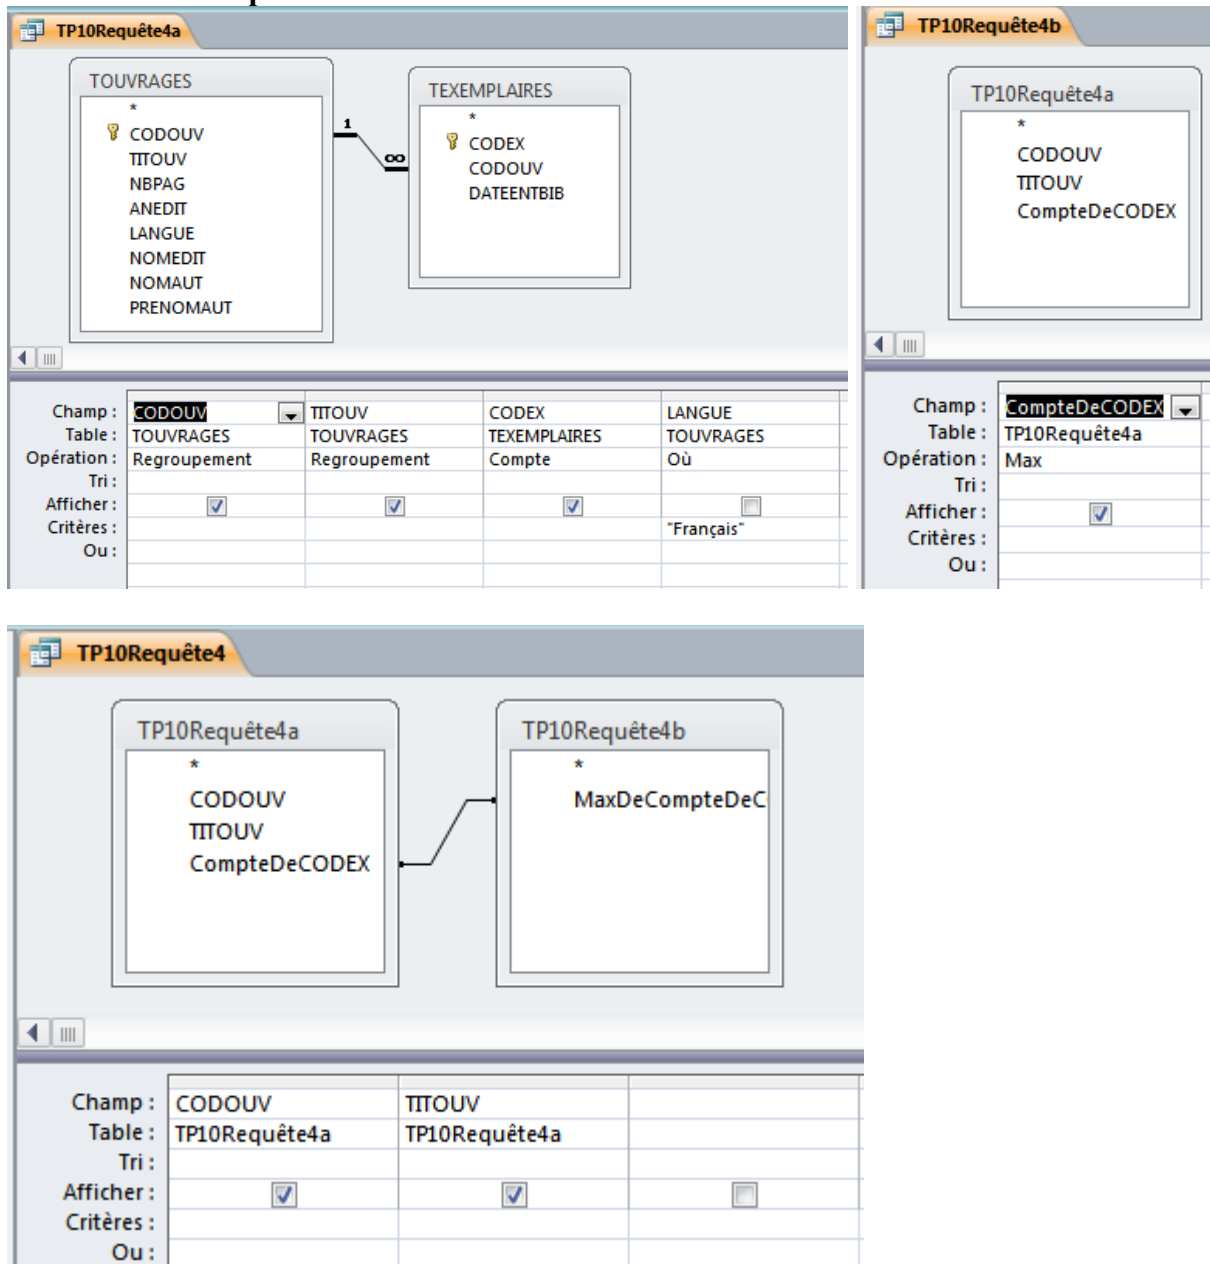 TP10Requête4a
TOUVRAGES
*
CODOUV
TITOUV
NBPAG
ANEDIT
LANGUE
NOMEDIT
NOMAUT
PRENOMAUT
1
∞
TEXEMPLAIRES
*
CODEX
CODOUV
DATEENTBIB
Champ : CODOUV TITOUV CODEX LANGUE
Table : TOUVRAGES TOUVRAGES TEXEMPLAIRES TOUVRAGES
Opération : Regroupement Regroupement Compte Où
Tri :
Afficher :
Critères : "Français"
Ou :
TP10Requête4b
TP10Requête4a
*
CODOUV
TITOUV
CompteDeCODEX
Champ : CompteDeCODEX
Table : TP10Requête4a
Opération : Max
Tri :
Afficher :
Critères :
Ou :
TP10Requête4
TP10Requête4a
*
CODOUV
TITOUV
CompteDeCODEX
TP10Requête4b
*
MaxDeCompteDeC
Champ : CODOUV TITOUV
Table : TP10Requête4a TP10Requête4a
Tri :
Afficher :
Critères :
Ou :